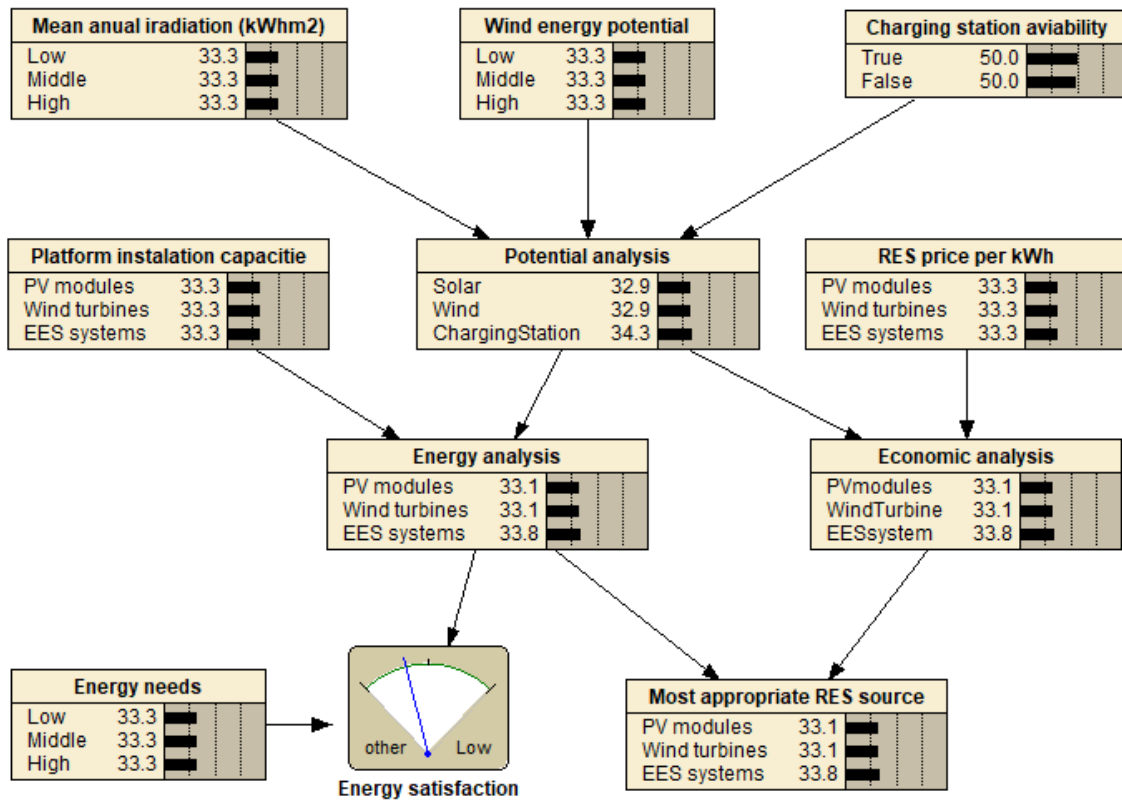 Mean anual iridiation (kWhm2)
Low 33.3
Middle 33.3
High 33.3
Wind energy potential
Low 33.3
Middle 33.3
High 33.3
Charging station aviability
True 50.0
False 50.0
Platform instalation capacitie
PV modules 33.3
Wind turbines 33.3
EES systems 33.3
Potential analysis
Solar 32.9
Wind 32.9
ChargingStation 34.3
RES price per kWh
PV modules 33.3
Wind turbines 33.3
EES systems 33.3
Energy analysis
PV modules 33.1
Wind turbines 33.1
EES systems 33.8
Economic analysis
PVmodules 33.1
WindTurbine 33.1
EESsystem 33.8
Energy needs
Low 33.3
Middle 33.3
High 33.3
other Low
Energy satisfaction
Most appropriate RES source
PV modules 33.1
Wind turbines 33.1
EES systems 33.8